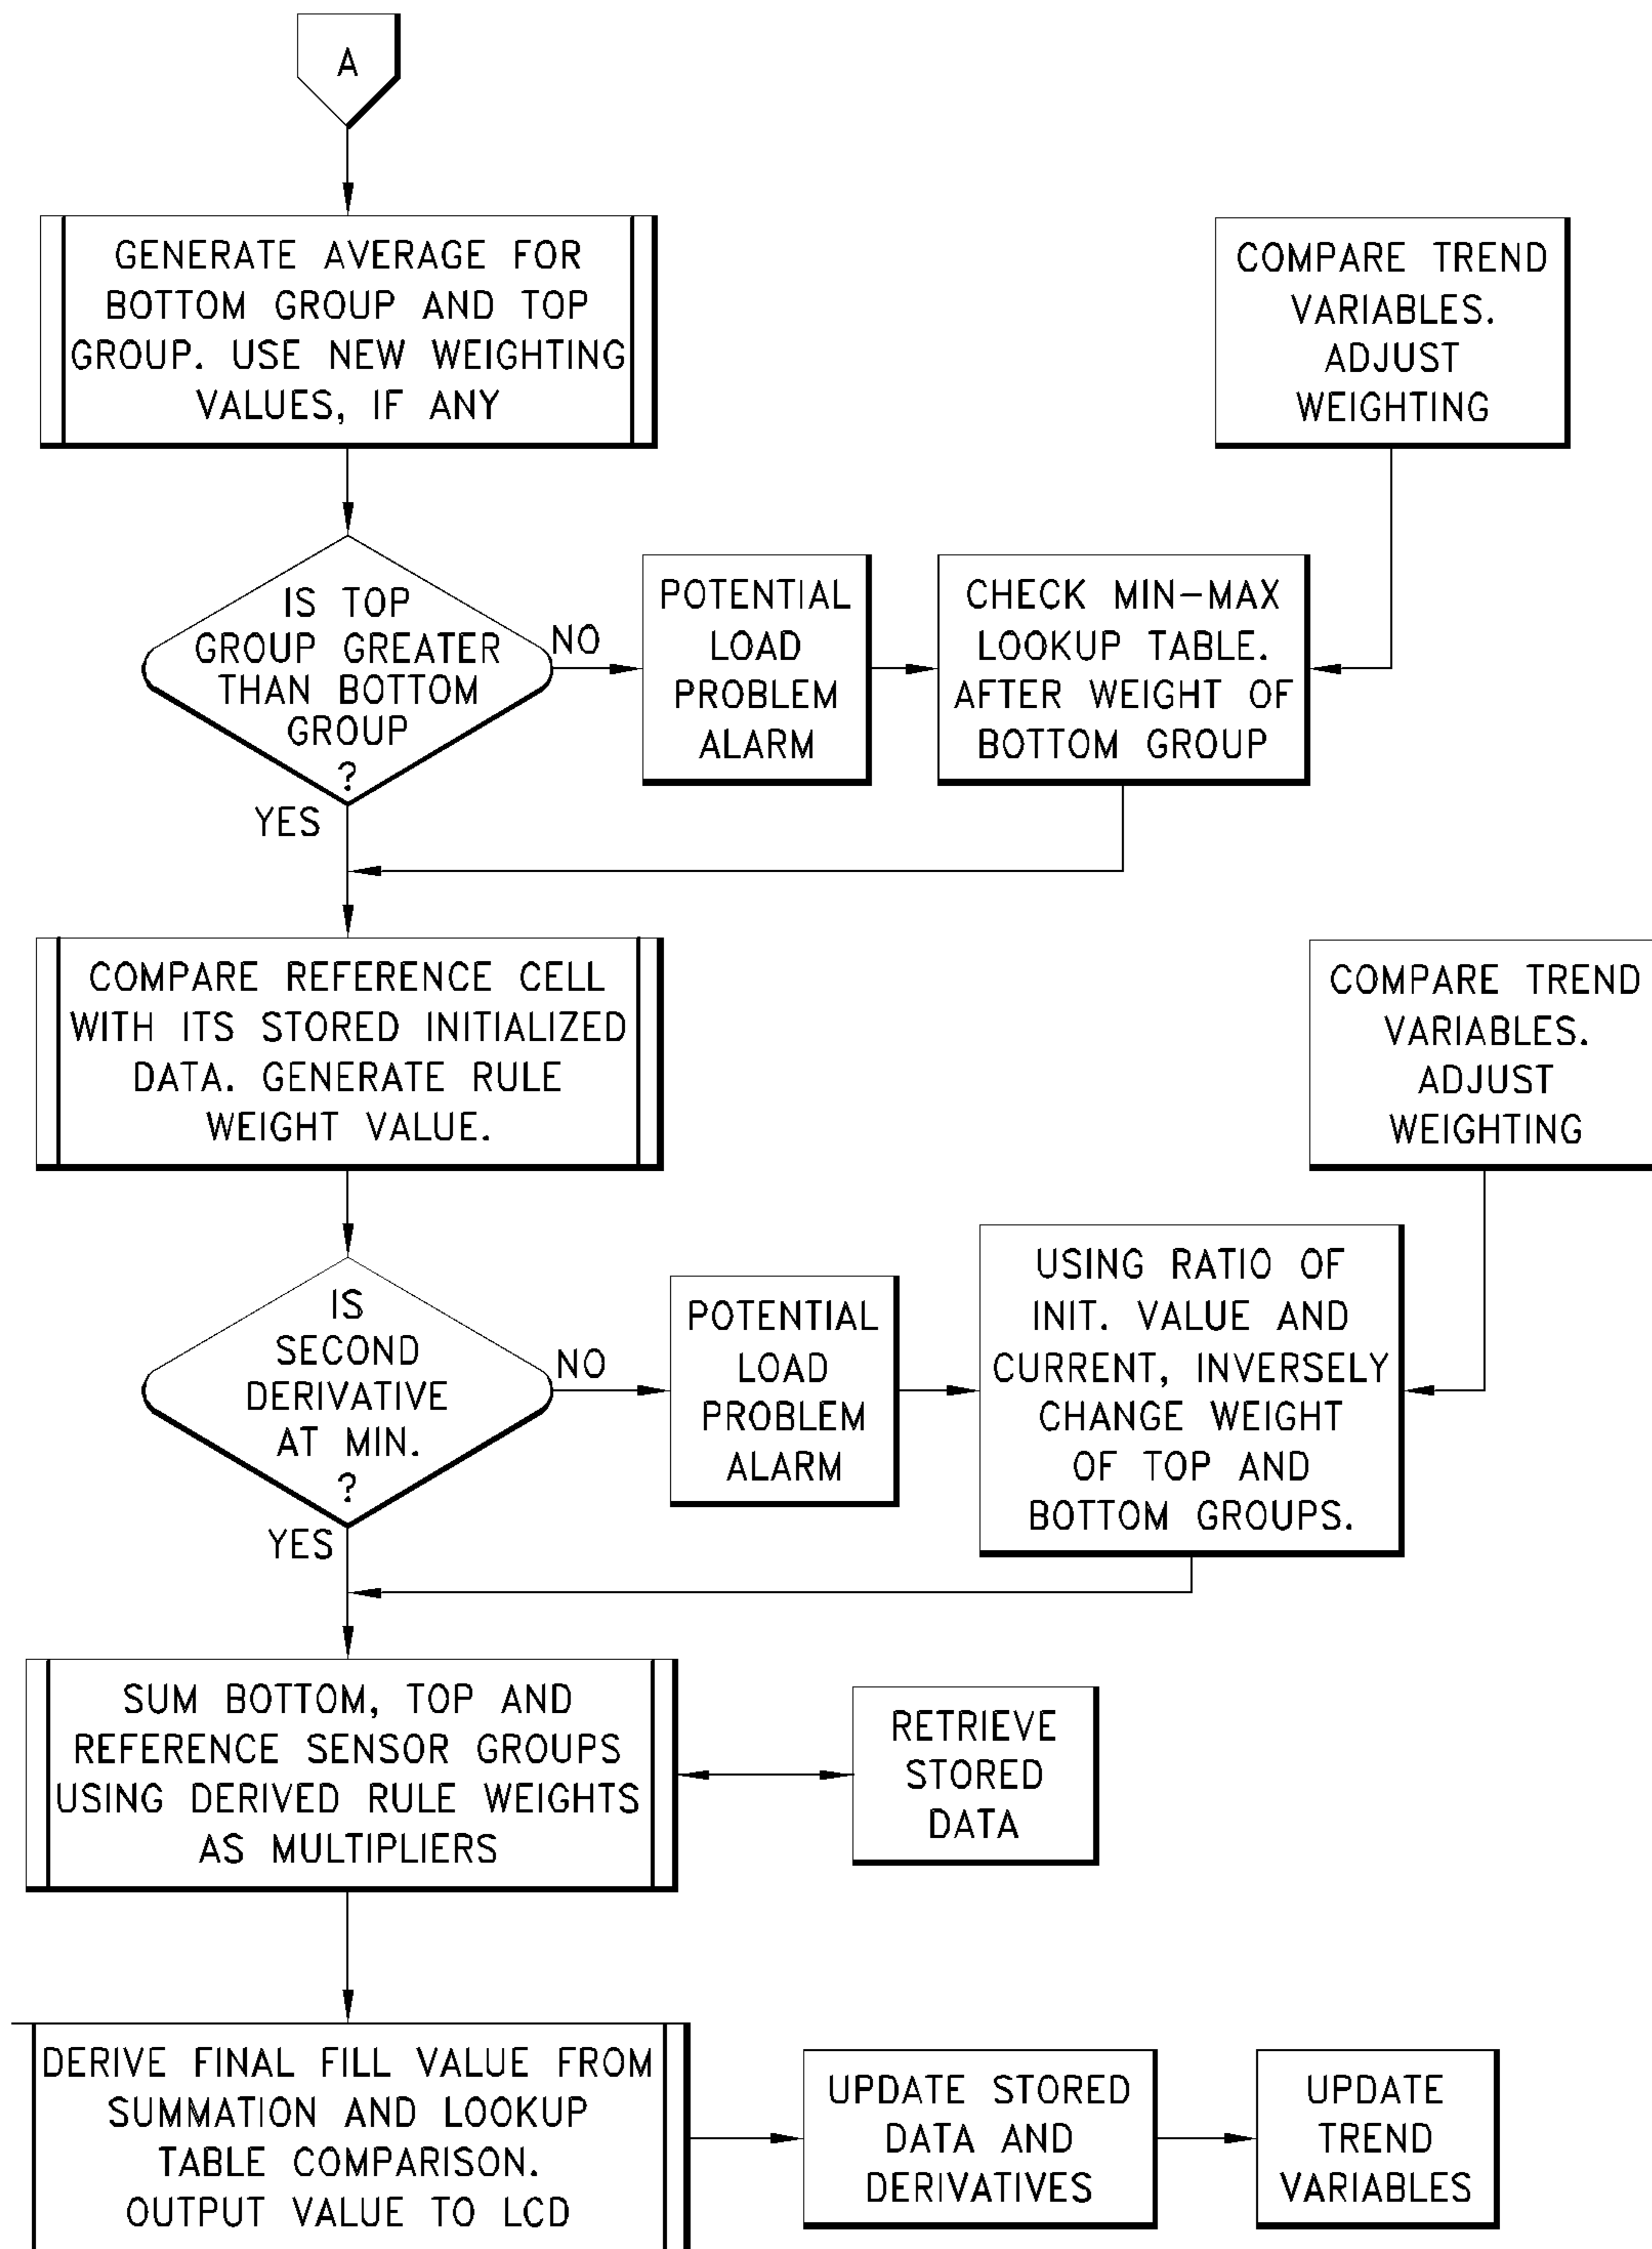 A
GENERATE AVERAGE FOR
BOTTOM GROUP AND TOP
GROUP. USE NEW WEIGHTING
VALUES, IF ANY
COMPARE TREND
VARIABLES.
ADJUST
WEIGHTING
IS TOP
GROUP GREATER
THAN BOTTOM
GROUP
?
NO
YES
POTENTIAL
LOAD
PROBLEM
ALARM
CHECK MIN-MAX
LOOKUP TABLE.
AFTER WEIGHT OF
BOTTOM GROUP
COMPARE REFERENCE CELL
WITH ITS STORED INITIALIZED
DATA. GENERATE RULE
WEIGHT VALUE.
COMPARE TREND
VARIABLES.
ADJUST
WEIGHTING
IS
SECOND
DERIVATIVE
AT MIN.
?
NO
YES
POTENTIAL
LOAD
PROBLEM
ALARM
USING RATIO OF
INIT. VALUE AND
CURRENT, INVERSELY
CHANGE WEIGHT
OF TOP AND
BOTTOM GROUPS.
SUM BOTTOM, TOP AND
REFERENCE SENSOR GROUPS
USING DERIVED RULE WEIGHTS
AS MULTIPLIERS
RETRIEVE
STORED
DATA
DERIVE FINAL FILL VALUE FROM
SUMMATION AND LOOKUP
TABLE COMPARISON.
OUTPUT VALUE TO LCD
UPDATE STORED
DATA AND
DERIVATIVES
UPDATE
TREND
VARIABLES